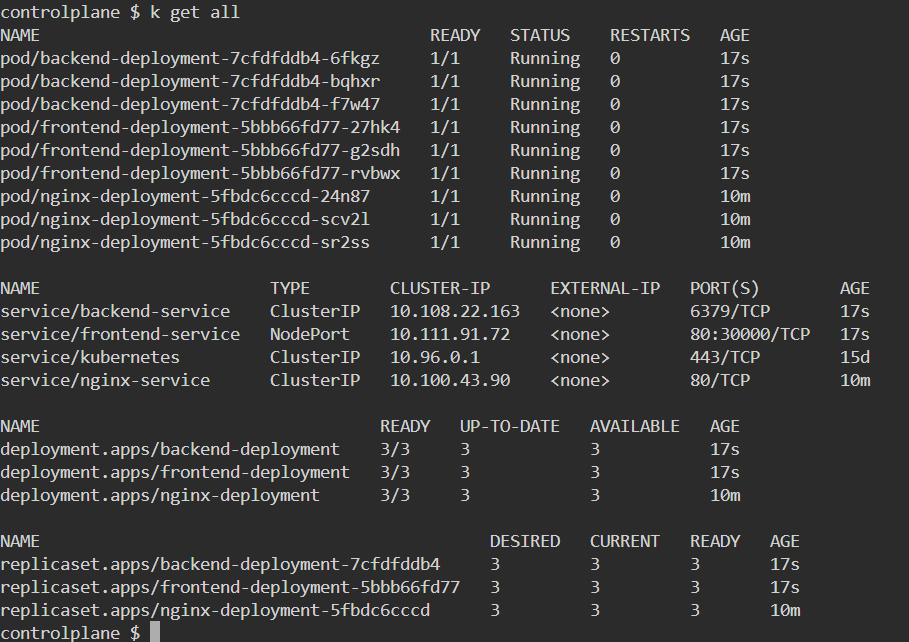 controlplane $ k get all
NAME READY STATUS RESTARTS AGE
pod/backend-deployment-7cfdfddb4-6fkgz 1/1 Running 0 17s
pod/backend-deployment-7cfdfddb4-bqhxr 1/1 Running 0 17s
pod/backend-deployment-7cfdfddb4-f7w47 1/1 Running 0 17s
pod/frontend-deployment-5bbb66fd77-27hk4 1/1 Running 0 17s
pod/frontend-deployment-5bbb66fd77-g2sdh 1/1 Running 0 17s
pod/frontend-deployment-5bbb66fd77-rvbwx 1/1 Running 0 17s
pod/nginx-deployment-5fbdc6cccd-24n87 1/1 Running 0 10m
pod/nginx-deployment-5fbdc6cccd-scv2l 1/1 Running 0 10m
pod/nginx-deployment-5fbdc6cccd-sr2ss 1/1 Running 0 10m
NAME TYPE CLUSTER-IP EXTERNAL-IP PORT(S) AGE
service/backend-service ClusterIP 10.108.22.163 <none> 6379/TCP 17s
service/frontend-service NodePort 10.111.91.72 <none> 80:30000/TCP 17s
service/kubernetes ClusterIP 10.96.0.1 <none> 443/TCP 15d
service/nginx-service ClusterIP 10.100.43.90 <none> 80/TCP 10m
NAME READY UP-TO-DATE AVAILABLE AGE
deployment.apps/backend-deployment 3/3 3 3 17s
deployment.apps/frontend-deployment 3/3 3 3 17s
deployment.apps/nginx-deployment 3/3 3 3 10m
NAME DESIRED CURRENT READY AGE
replicaset.apps/backend-deployment-7cfdfddb4 3 3 3 17s
replicaset.apps/frontend-deployment-5bbb66fd77 3 3 3 17s
replicaset.apps/nginx-deployment-5fbdc6cccd 3 3 3 10m
controlplane $